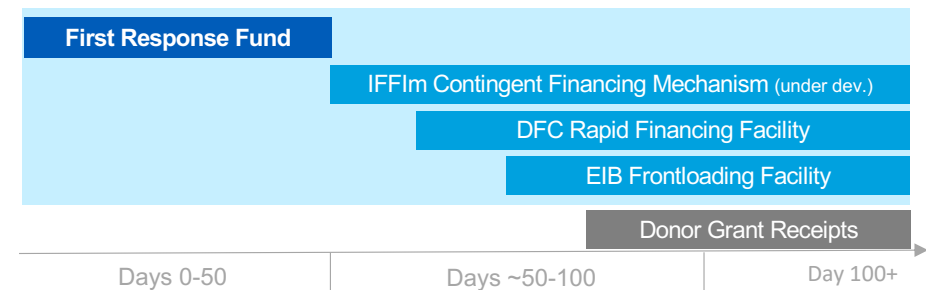 First Response Fund
IFFIm Contingent Financing Mechanism (under dev.)
DFC Rapid Financing Facility
EIB Frontloading Facility
Donor Grant Receipts
Days 0-50
Days ~50-100
Day 100+